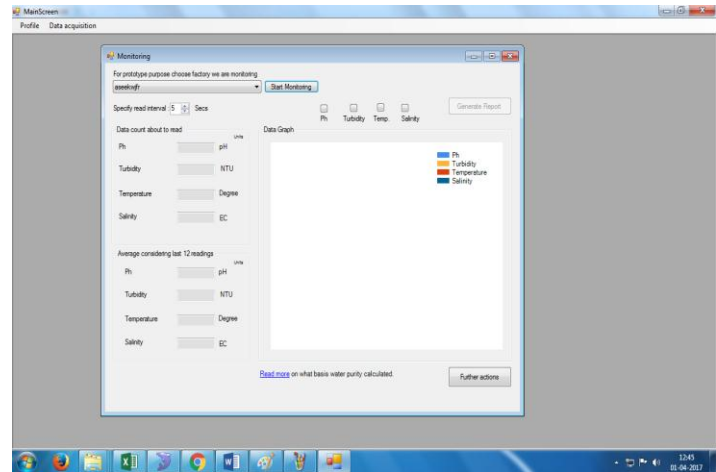 MainScreen
Profile Data acquisition
Monitoring
For prototype purpose choose factory we are monitoring
Start Monitoring
Specify read interval 5 Secs
Ph Turbidity Temp. Salinity
Generate Report
Data count about to read
Units
Ph pH
Turbidity NTU
Temperature Degree
Salinity EC
Data Graph
Ph
Turbidity
Temperature
Salinity
Average considering last 12 readings
Units
Ph pH
Turbidity NTU
Temperature Degree
Salinity EC
Read more on what basis water purity calculated.
Further actions
12:45
01-04-2017